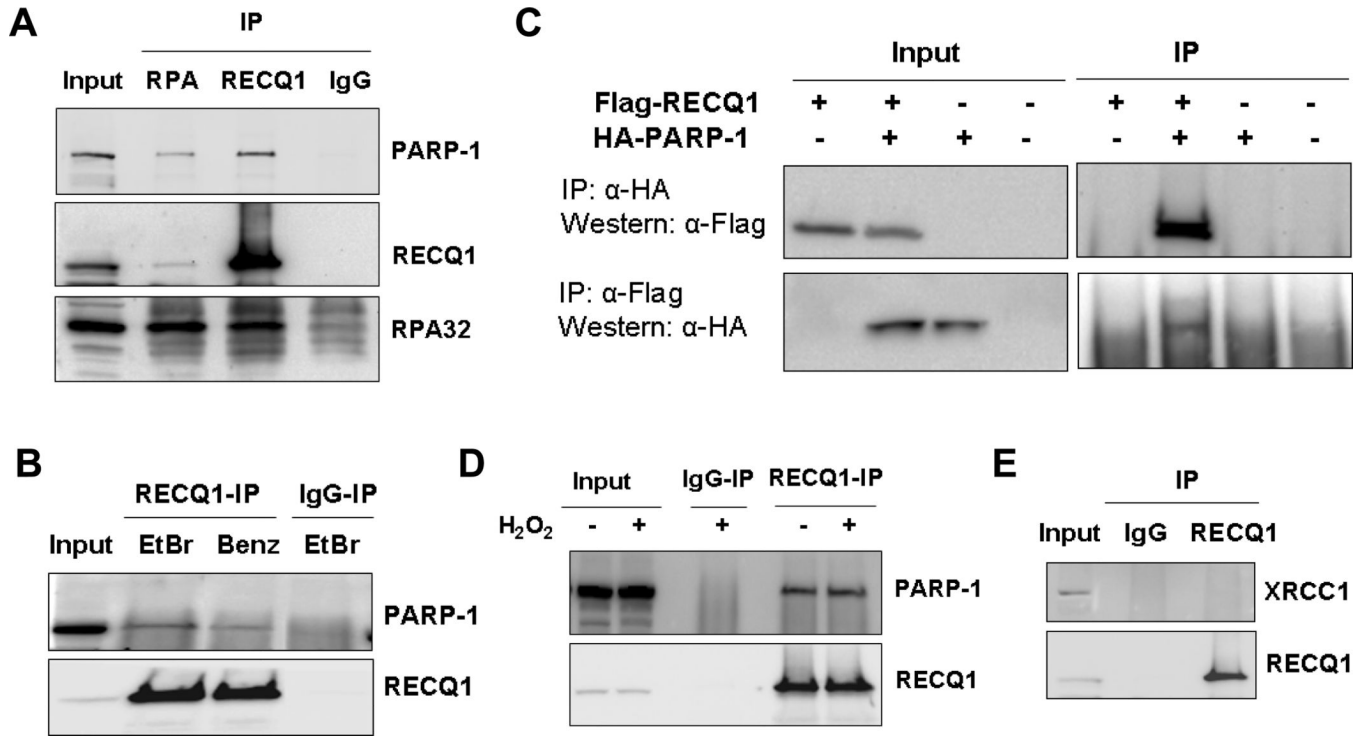 A
IP
Input RPA RECQ1 IgG
PARP-1
RECQ1
RPA32
C
Input IP
Flag-RECQ1 + + - - + + - -
HA-PARP-1 - + + - - + + -
IP: α-HA
Western: α-Flag
IP: α-Flag
Western: α-HA
B
RECQ1-IP IgG-IP
Input EtBr Benz EtBr
PARP-1
RECQ1
D
Input IgG-IP RECQ1-IP
H₂O₂ - + + - +
PARP-1
RECQ1
E
IP
Input IgG RECQ1
XRCC1
RECQ1